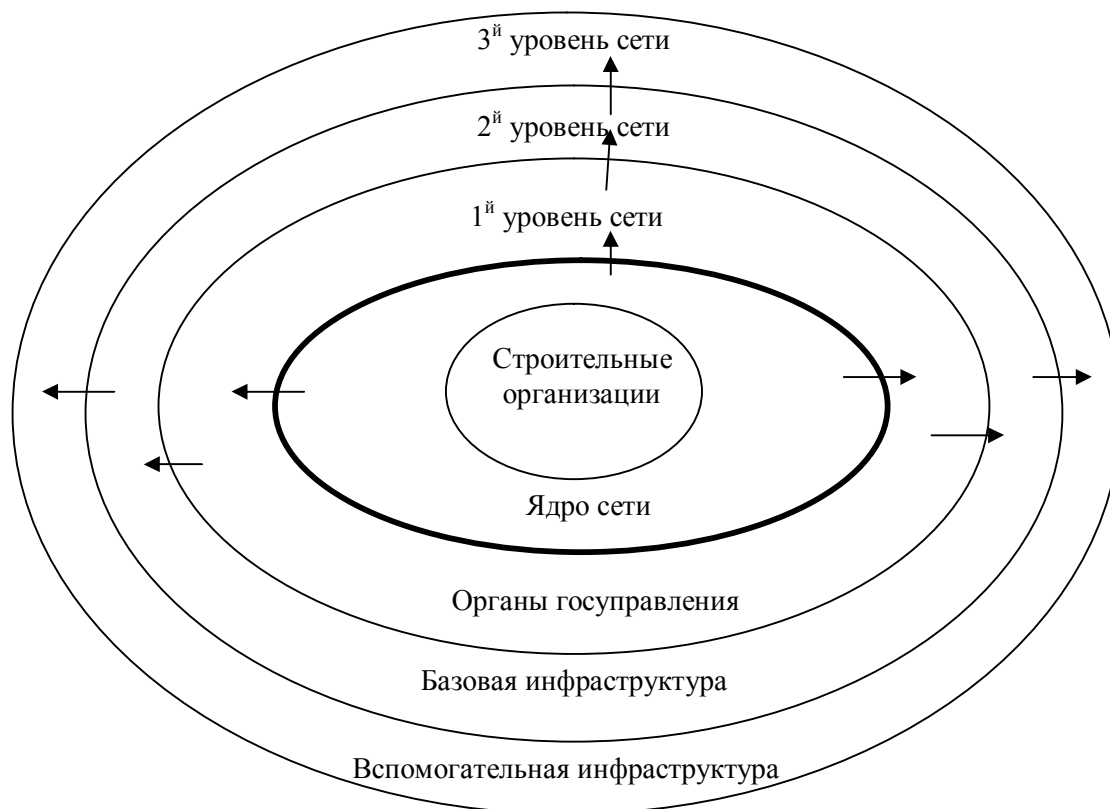 3й уровень сети
2й уровень сети
1й уровень сети
Строительные
организации
Ядро сети
Органы госуправления
Базовая инфраструктура
Вспомогательная инфраструктура